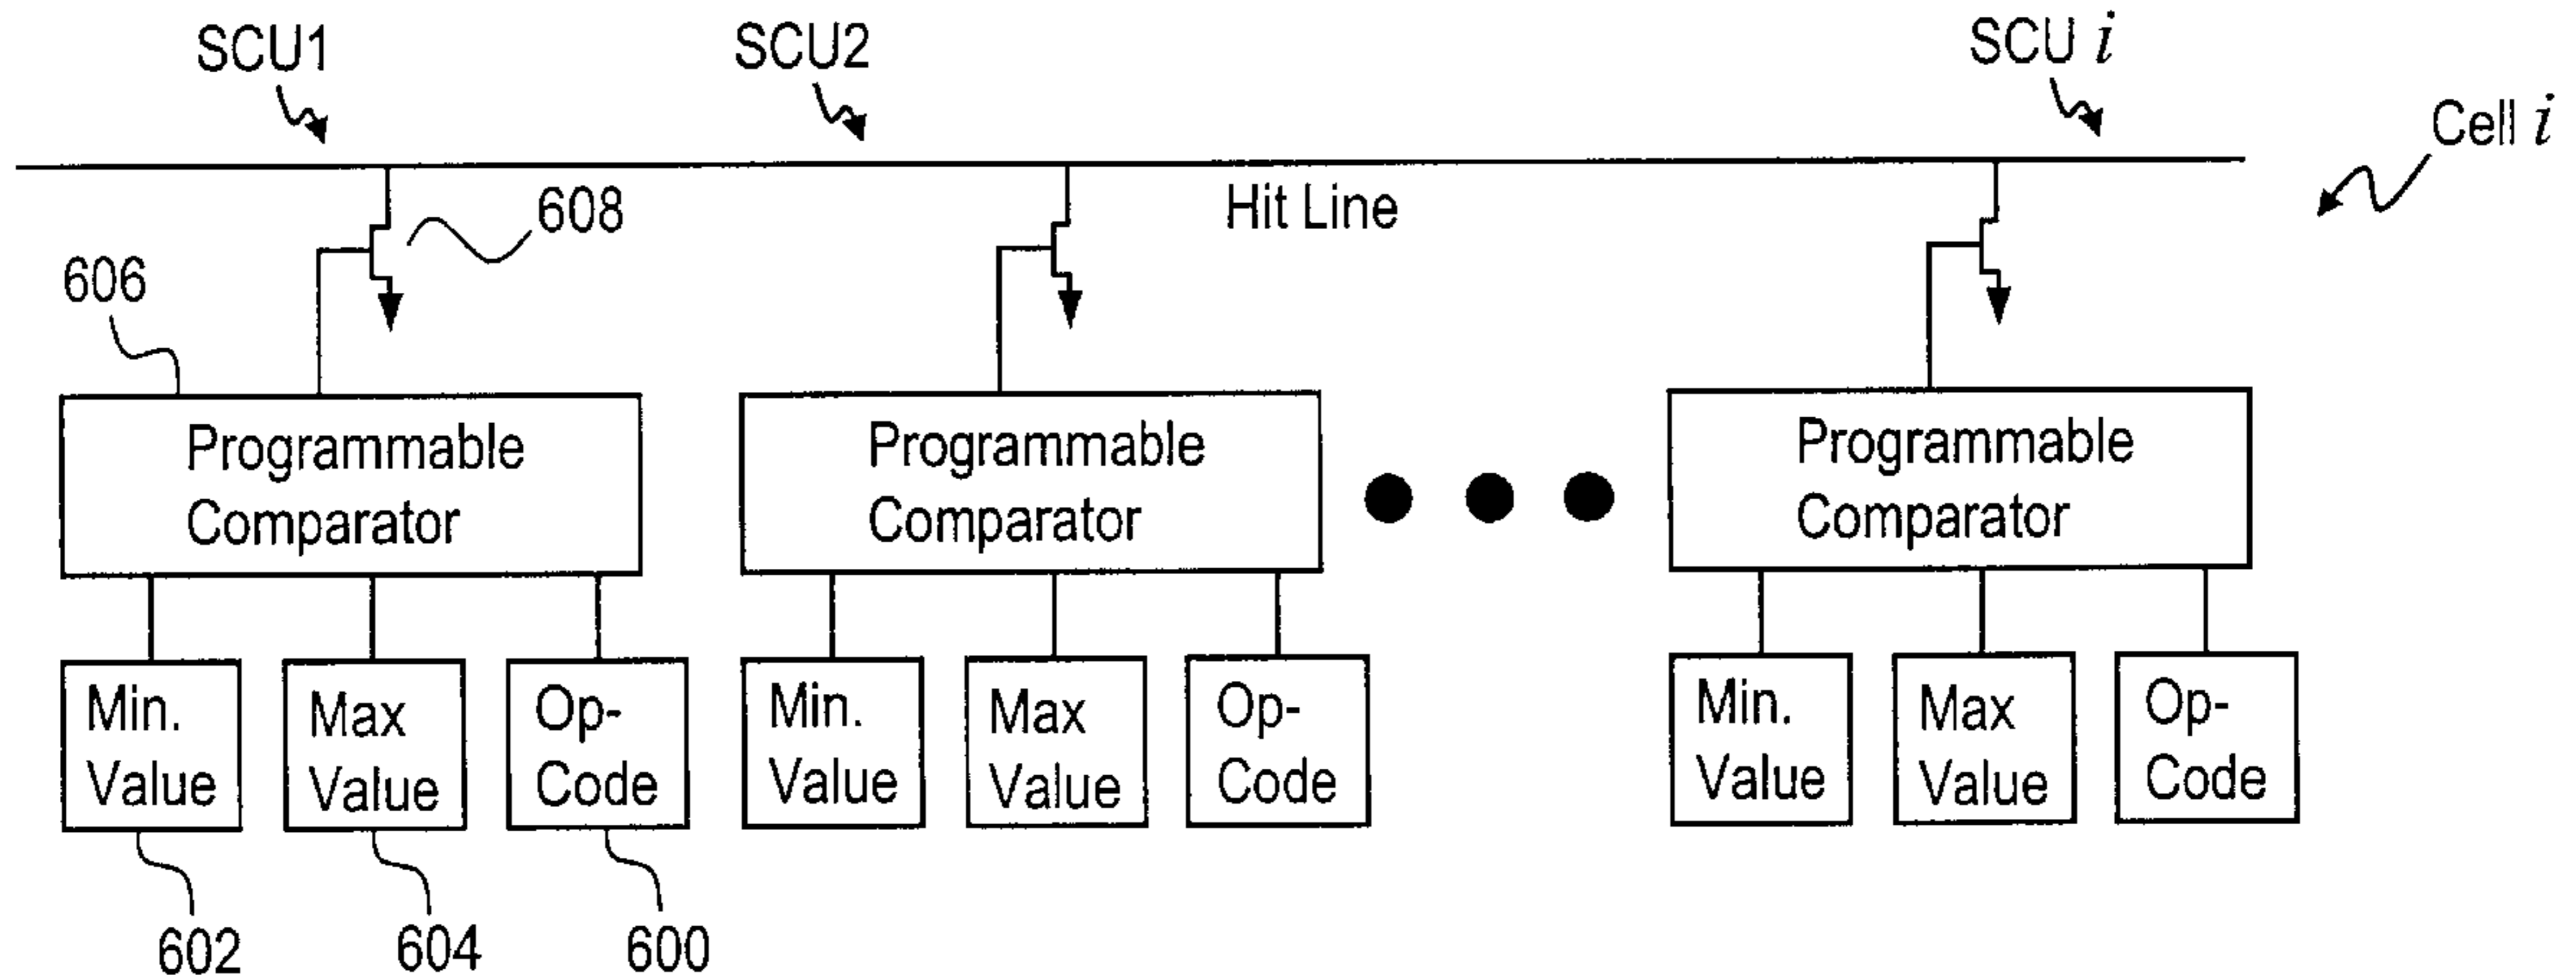 SCU1
SCU2
SCU i
Cell i
608
Hit Line
606
Programmable
Comparator
Programmable
Comparator
Programmable
Comparator
Min.
Value
Max
Value
Op-
Code
Min.
Value
Max
Value
Op-
Code
Min.
Value
Max
Value
Op-
Code
602
604
600